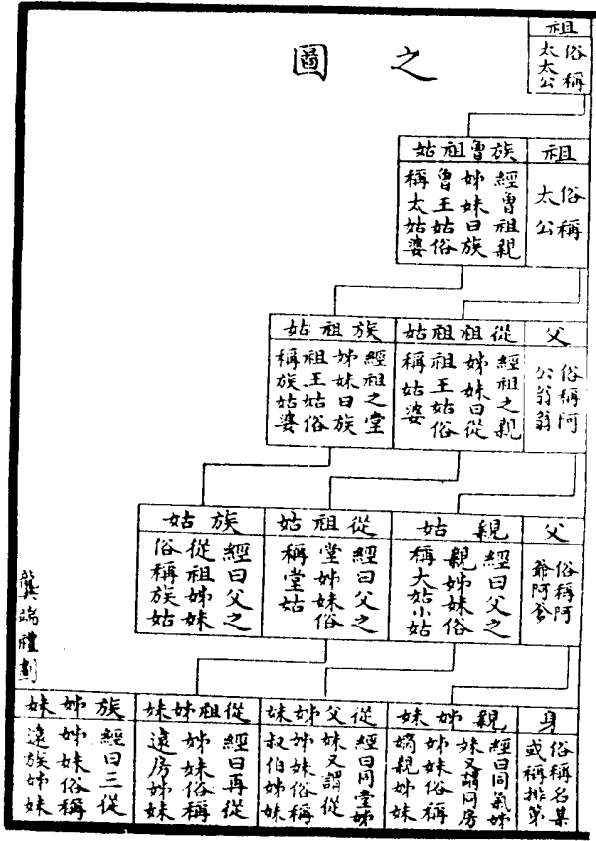 之圖
祖
俗稱
太太公
祖
俗稱
太公
族曾祖姑
經曾祖親
姊妹曰族
曾王姑俗
稱太姑婆
父
俗稱阿
公翁翁
從祖祖姑
經祖之親
姊妹曰從
祖王姑俗
稱姑婆
族祖姑
經祖之堂
姊妹曰族
祖王姑俗
稱族姑婆
父
俗稱阿
爺阿爹
親姑
經曰父之
親姊妹俗
稱大姑小姑
從祖姑
經曰父之
堂姊妹俗
稱堂姑
族姑
經曰父之
從祖姊妹
俗稱族姑
身
俗稱名某
或稱排第
親姊妹
經曰同氣姊
妹又謂同房
姊妹俗稱
嫡親姊妹
從父姊妹
經曰同堂姊
妹又謂從
姊妹俗稱
叔伯姊妹
從祖姊妹
經曰再從
姊妹俗稱
遠房姊妹
族姊妹
經曰三從
姊妹俗稱
遠族姊妹
龔端禮劃